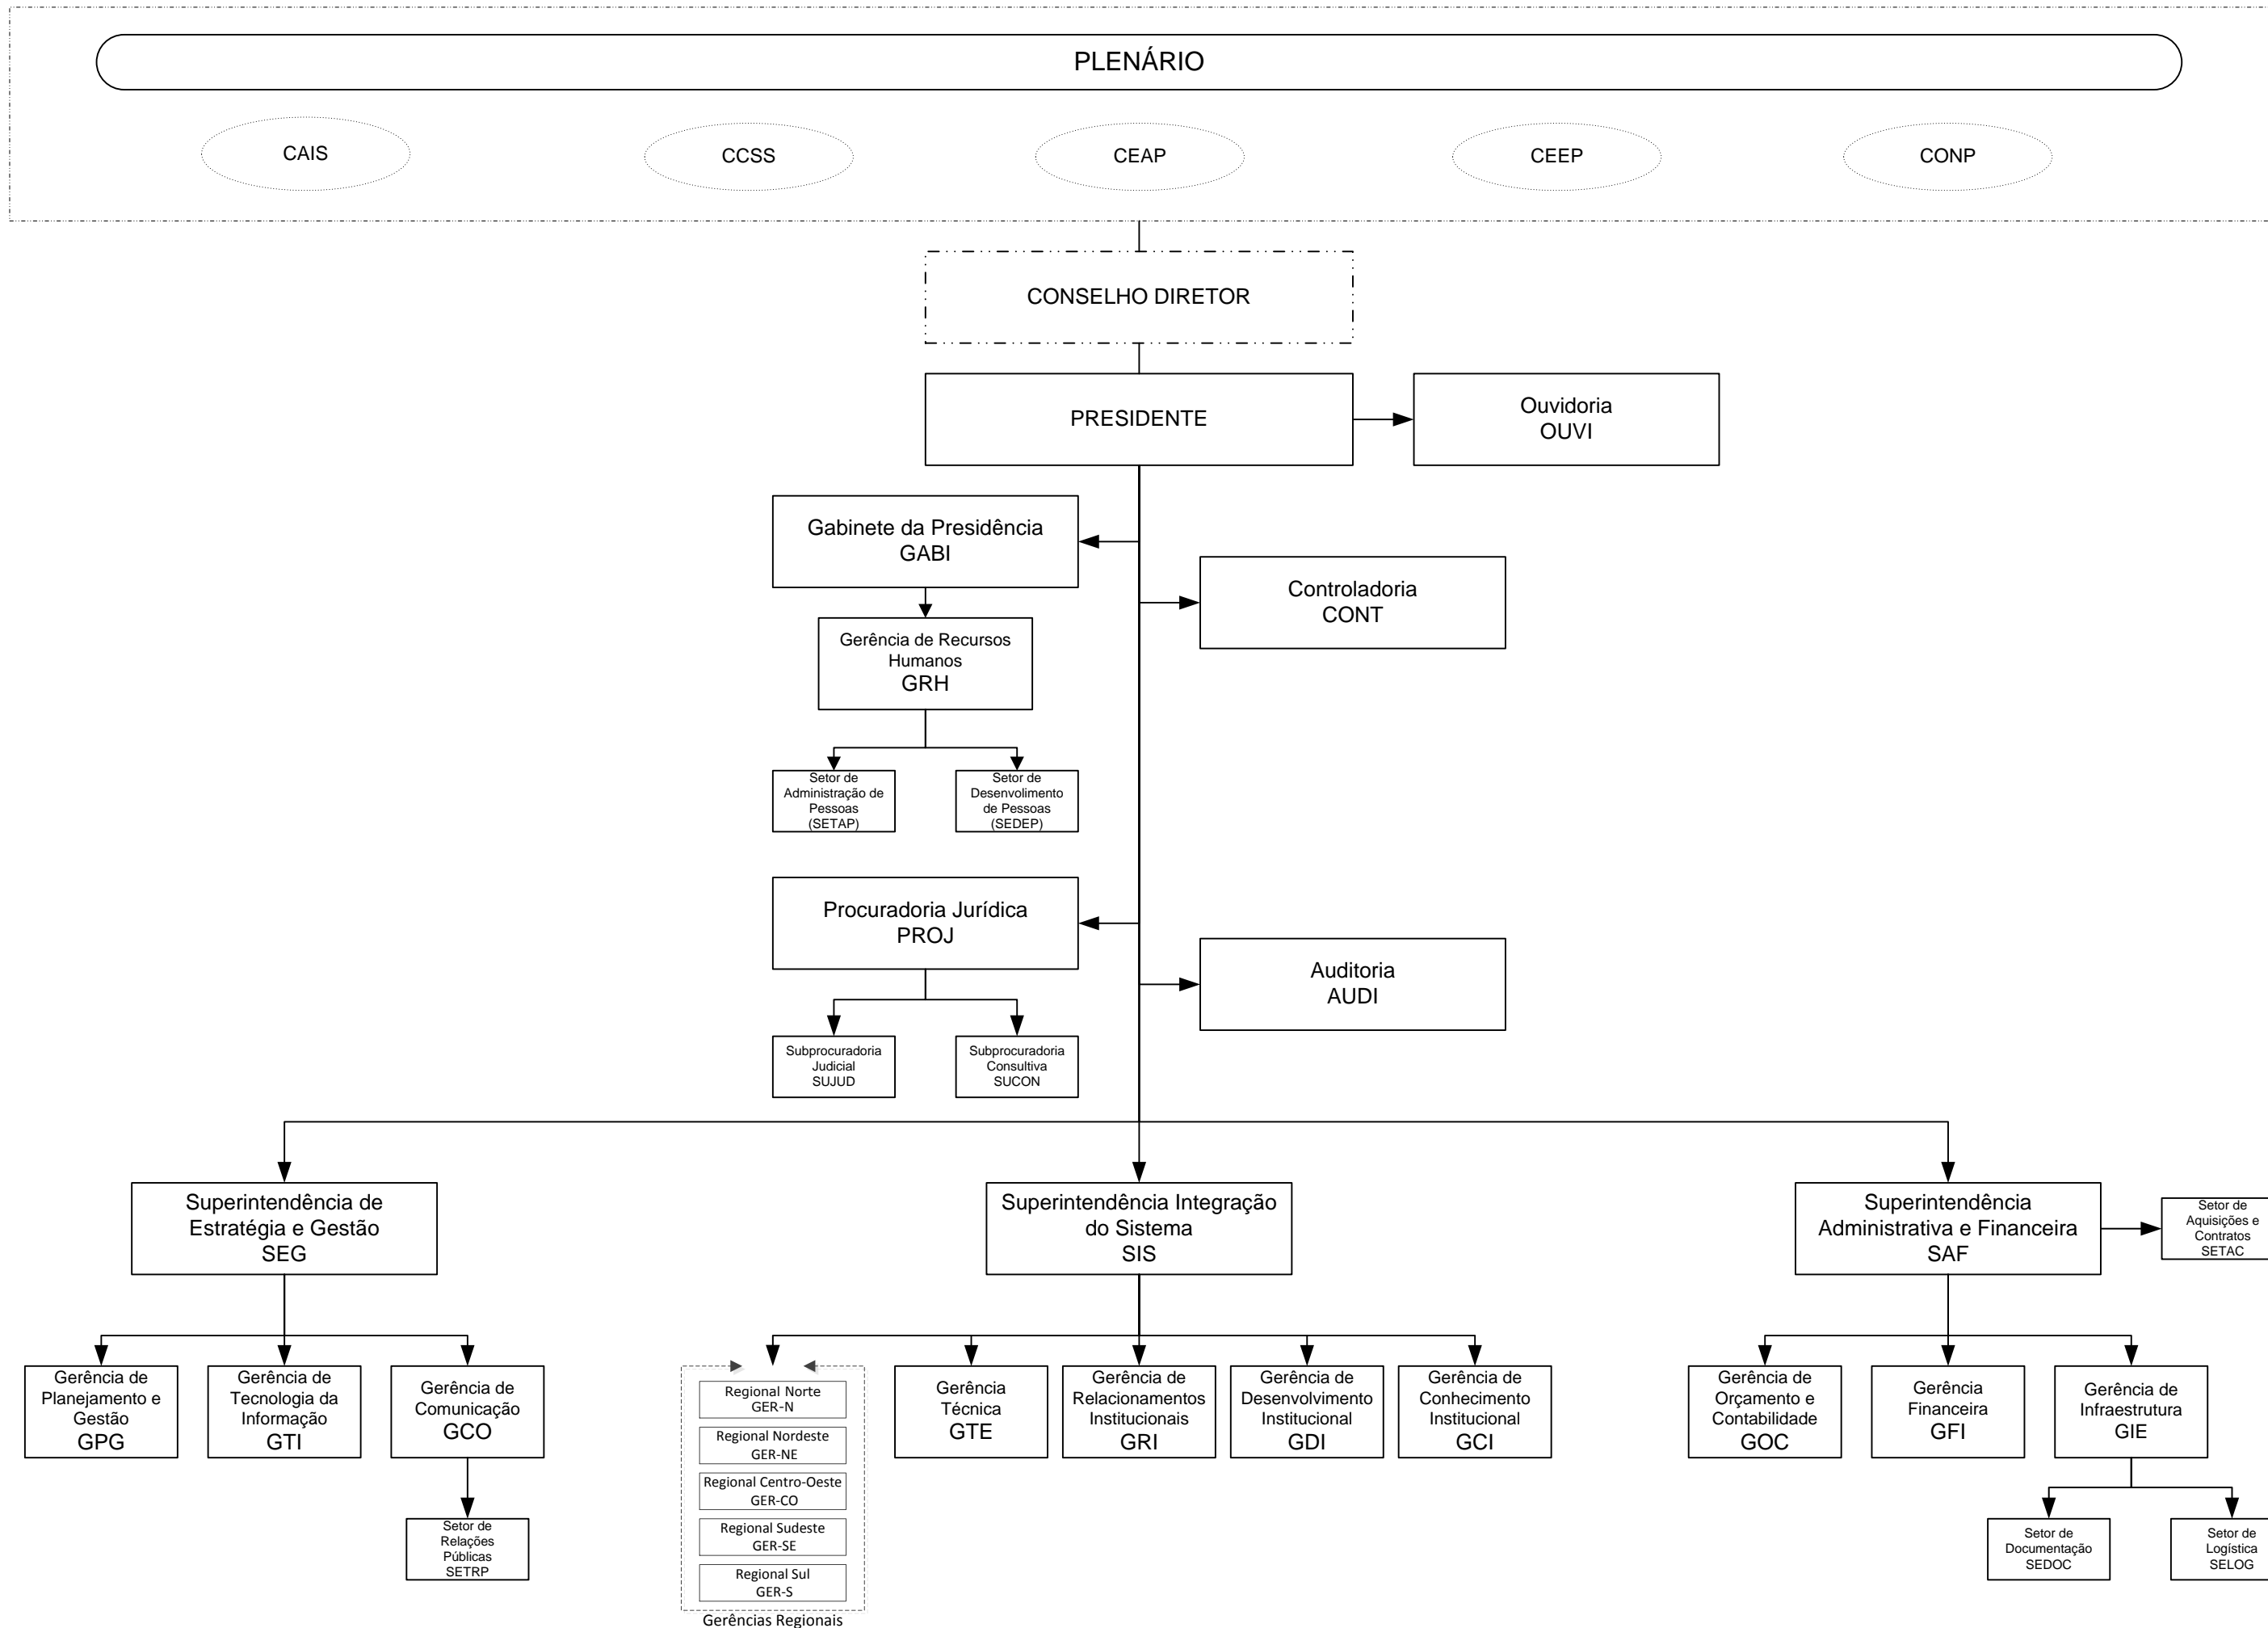 PLENÁRIO
CAIS
CCSS
CEAP
CEEP
CONP
CONSELHO DIRETOR
PRESIDENTE
Ouvidoria
OUVI
Gabinete da Presidência
GABI
Controladoria
CONT
Gerência de Recursos
Humanos
GRH
Setor de
Administração de
Pessoas
(SETAP)
Setor de
Desenvolimento
de Pessoas
(SEDEP)
Procuradoria Jurídica
PROJ
Auditoria
AUDI
Subprocuradoria
Judicial
SUJUD
Subprocuradoria
Consultiva
SUCON
Superintendência de
Estratégia e Gestão
SEG
Superintendência Integração
do Sistema
SIS
Superintendência
Administrativa e Financeira
SAF
Setor de
Aquisições e
Contratos
SETAC
Gerência de
Planejamento e
Gestão
GPG
Gerência de
Tecnologia da
Informação
GTI
Gerência de
Comunicação
GCO
Setor de
Relações
Públicas
SETRP
Regional Norte
GER-N
Regional Nordeste
GER-NE
Regional Centro-Oeste
GER-CO
Regional Sudeste
GER-SE
Regional Sul
GER-S
Gerências Regionais
Gerência
Técnica
GTE
Gerência de
Relacionamentos
Institucionais
GRI
Gerência de
Desenvolvimento
Institucional
GDI
Gerência de
Conhecimento
Institucional
GCI
Gerência de
Orçamento e
Contabilidade
GOC
Gerência
Financeira
GFI
Gerência de
Infraestrutura
GIE
Setor de
Documentação
SEDOC
Setor de
Logística
SELOG